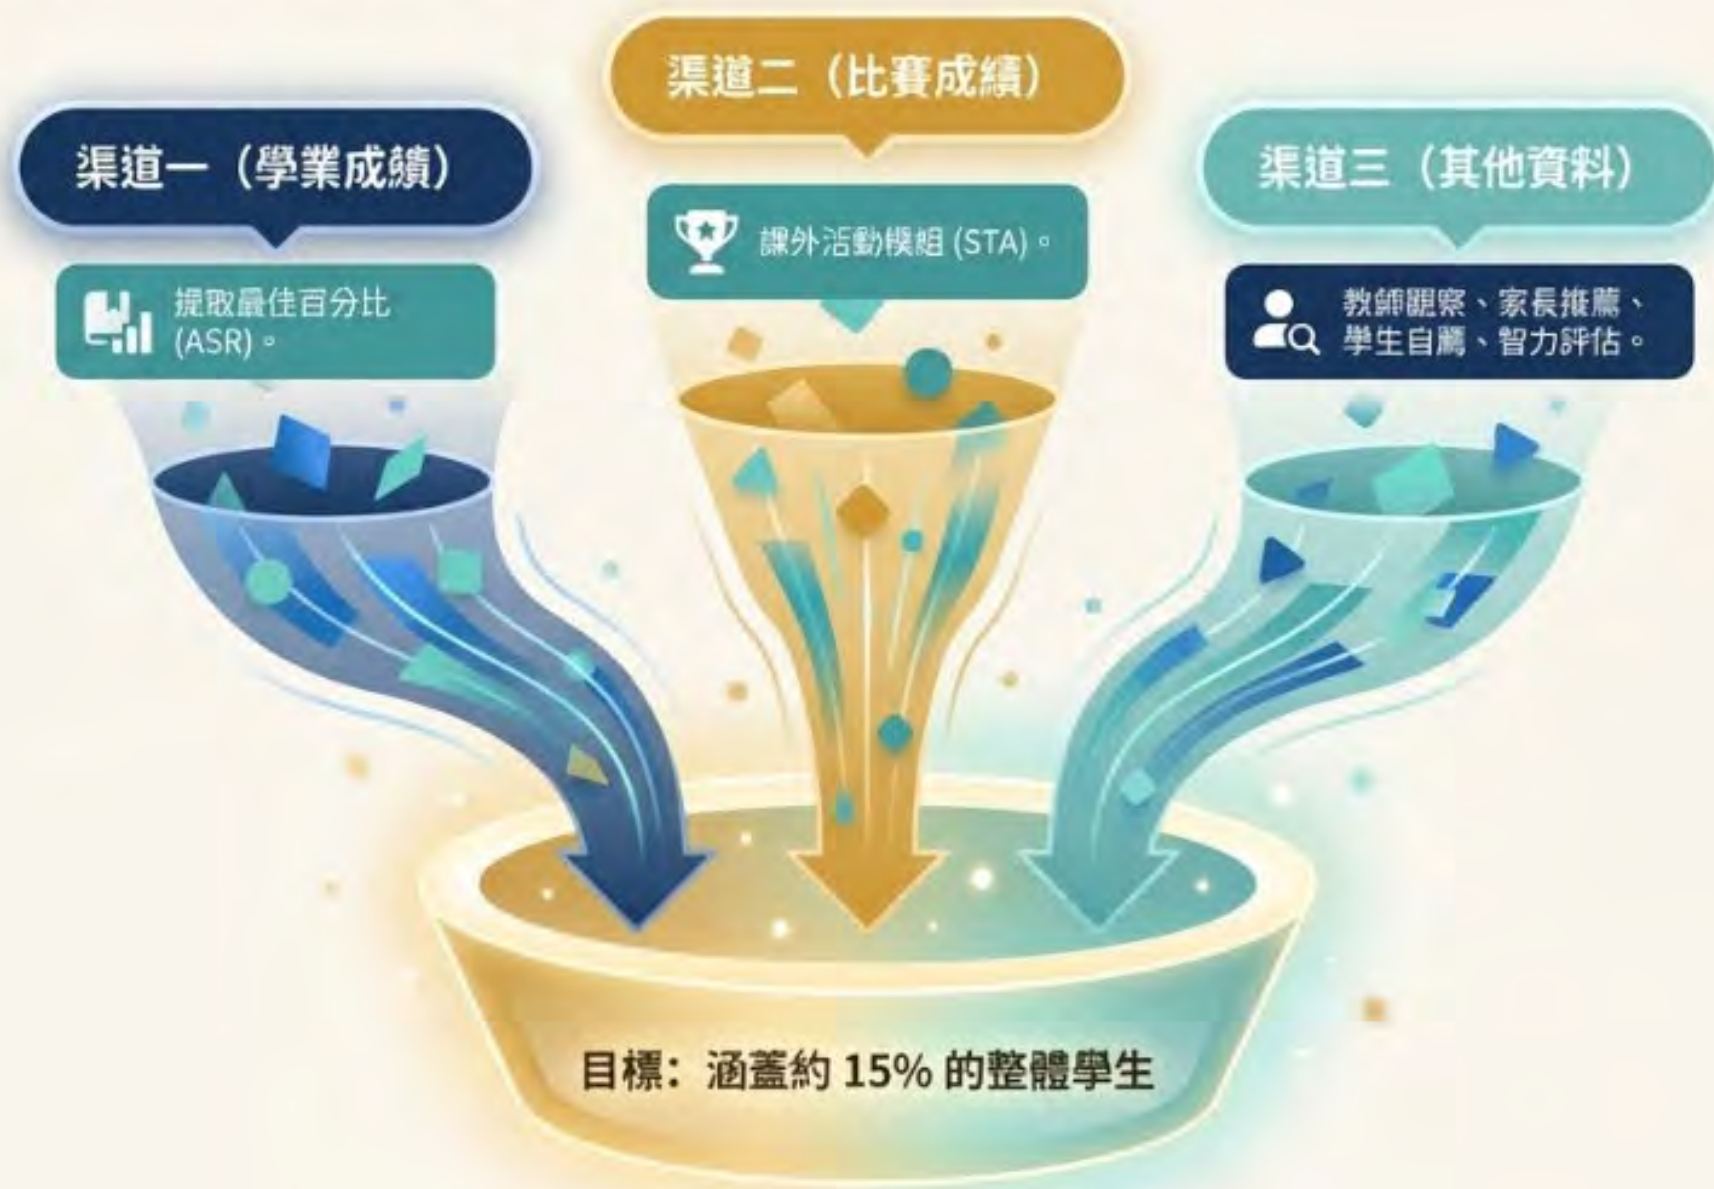 渠道一（學業成績）
提取最佳百分比
(ASR)。
渠道二（比賽成績）
課外活動模組 (STA)。
渠道三（其他資料）
教師觀察、家長推薦、
學生自薦、智力評估。
目標：涵蓋約 15% 的整體學生